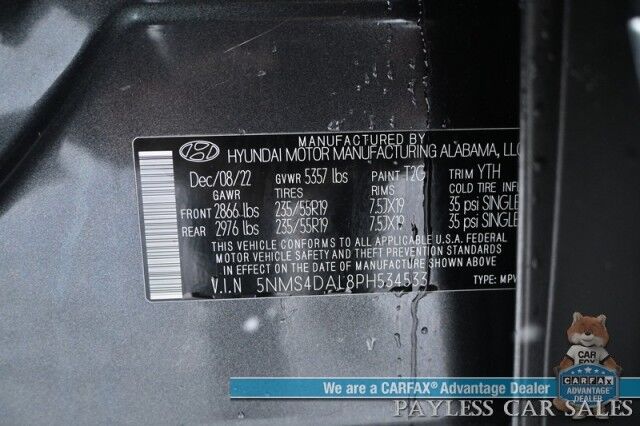 MANUFACTURED BY
HYUNDAI MOTOR MANUFACTURING ALABAMA, LLC
Dec/08/22 GVWR 5357 lbs PAINT T2G TRIM YTH
GAWR TIRES RIMS COLD TIRE INF
FRONT 2866 lbs 235/55R19 7.5JX19 35 psi SINGLE
REAR 2976 lbs 235/55R19 7.5JX19 35 psi SINGLE
THIS VEHICLE CONFORMS TO ALL APPLICABLE U.S.A. FEDERAL
MOTOR VEHICLE SAFETY AND THEFT PREVENTION STANDARDS
IN EFFECT ON THE DATE OF MANUFACTURE SHOWN ABOVE.
V.I.N 5NMS4DAL8PH534533 TYPE: MPV
We are a CARFAX® Advantage Dealer
PAYLESS CAR SALES
CAR
FOX
CARFAX
ADVANTAGE
DEALER